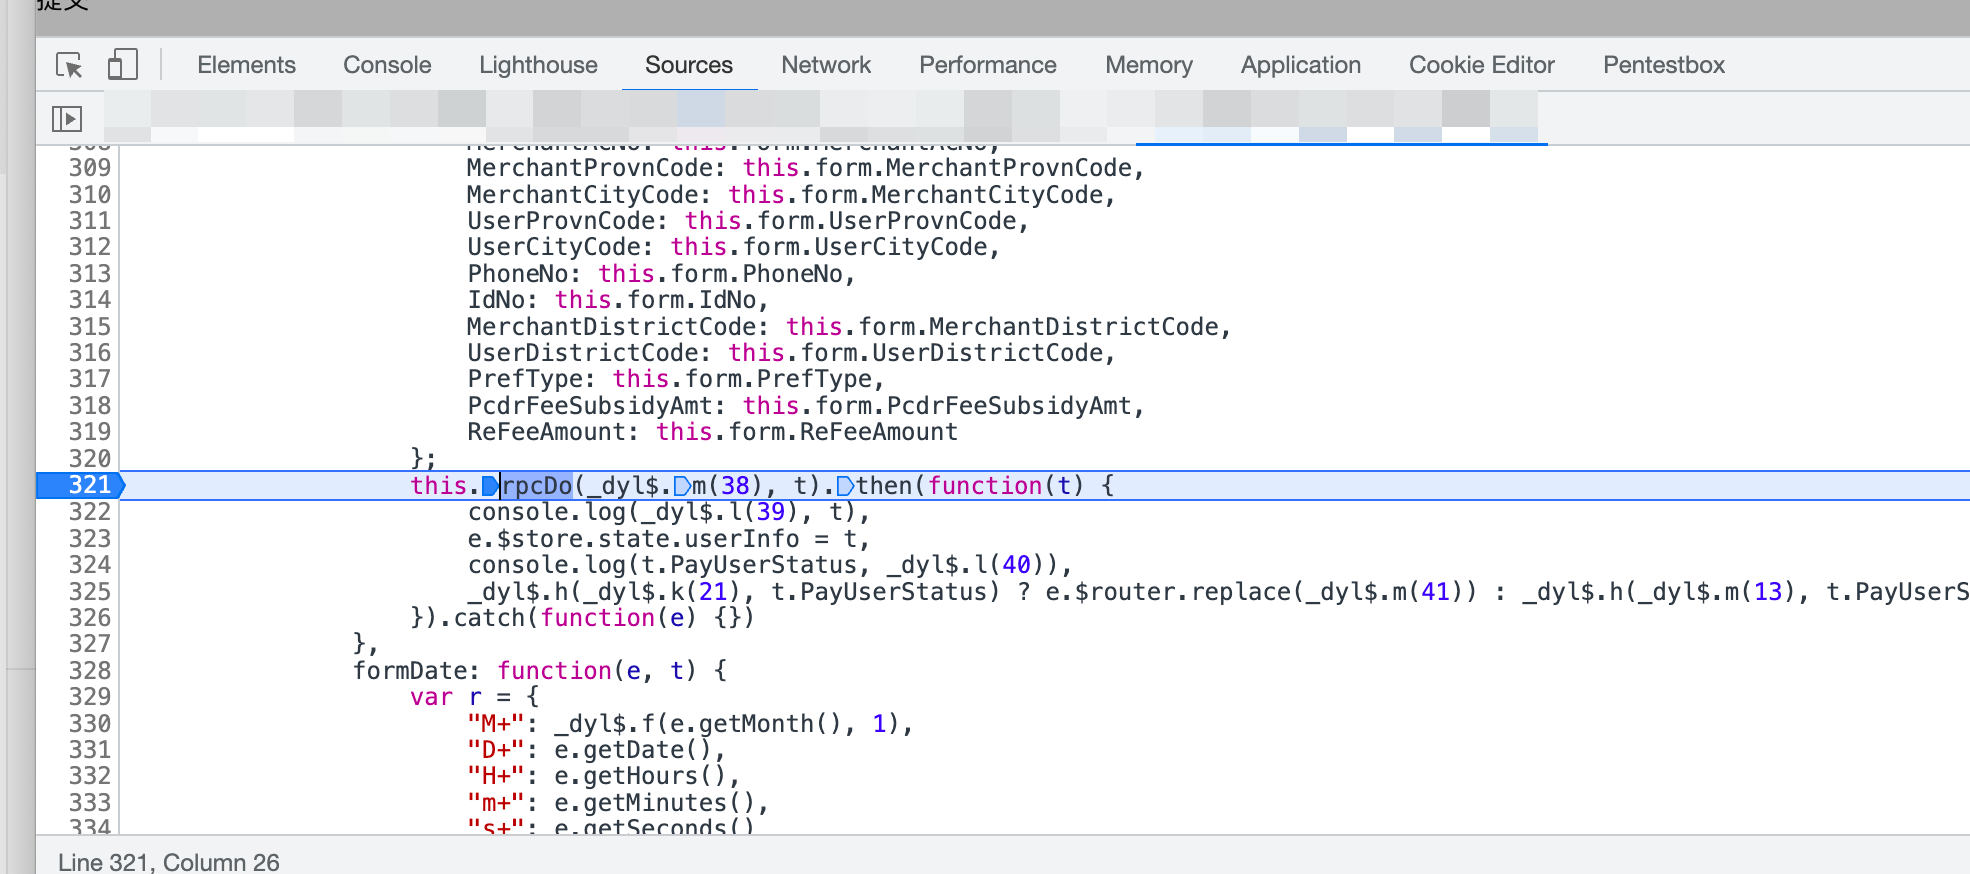 提交
Elements Console Lighthouse Sources Network Performance Memory Application Cookie Editor Pentestbox
308 MerchantAcNo: this.form.MerchantAcNo,
309 MerchantProvnCode: this.form.MerchantProvnCode,
310 MerchantCityCode: this.form.MerchantCityCode,
311 UserProvnCode: this.form.UserProvnCode,
312 UserCityCode: this.form.UserCityCode,
313 PhoneNo: this.form.PhoneNo,
314 IdNo: this.form.IdNo,
315 MerchantDistrictCode: this.form.MerchantDistrictCode,
316 UserDistrictCode: this.form.UserDistrictCode,
317 PrefType: this.form.PrefType,
318 PcdrFeeSubsidyAmt: this.form.PcdrFeeSubsidyAmt,
319 ReFeeAmount: this.form.ReFeeAmount
320 };
321 this.rpcDo(_dyl$.m(38), t).then(function(t) {
322 console.log(_dyl$.l(39), t),
323 e.$store.state.userInfo = t,
324 console.log(t.PayUserStatus, _dyl$.l(40)),
325 _dyl$.h(_dyl$.k(21), t.PayUserStatus) ? e.$router.replace(_dyl$.m(41)) : _dyl$.h(_dyl$.m(13), t.PayUserS
326 }).catch(function(e) {})
327 },
328 formDate: function(e, t) {
329 var r = {
330 "M+": _dyl$.f(e.getMonth(), 1),
331 "D+": e.getDate(),
332 "H+": e.getHours(),
333 "m+": e.getMinutes(),
334 "s+": e.getSeconds()
Line 321, Column 26